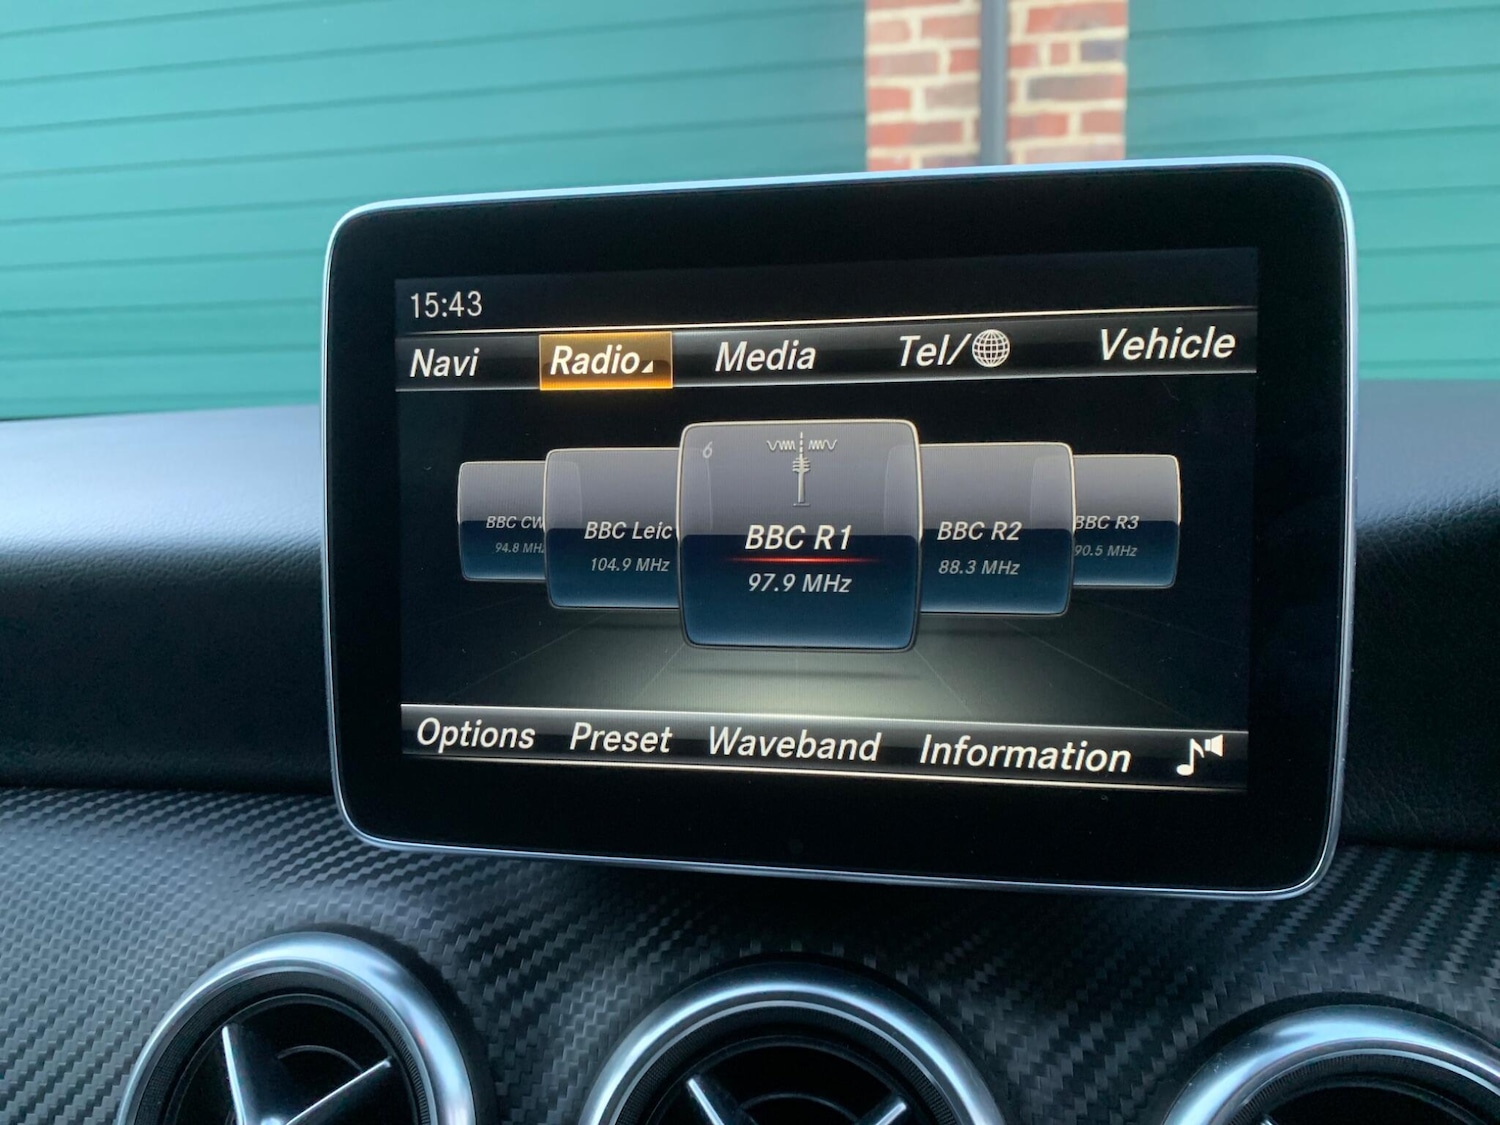 15:43
Navi Radio Media Tel/ Vehicle
6
BBC CW BBC Leic BBC R1 BBC R2 BBC R3
94.8 MHz 104.9 MHz 97.9 MHz 88.3 MHz 90.5 MHz
Options Preset Waveband Information